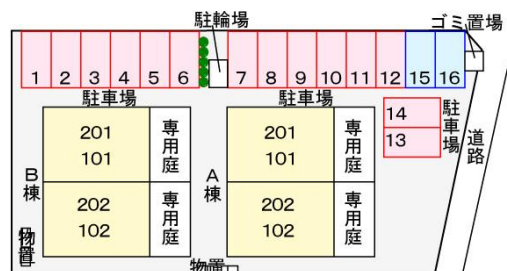 駐輪場
ゴミ置場
1 2 3 4 5 6 7 8 9 10 11 12 15 16
駐車場
駐車場
14
13
駐車場
道路
201
101
専用庭
201
101
専用庭
B棟
A棟
202
102
専用庭
202
102
専用庭
物置
物置